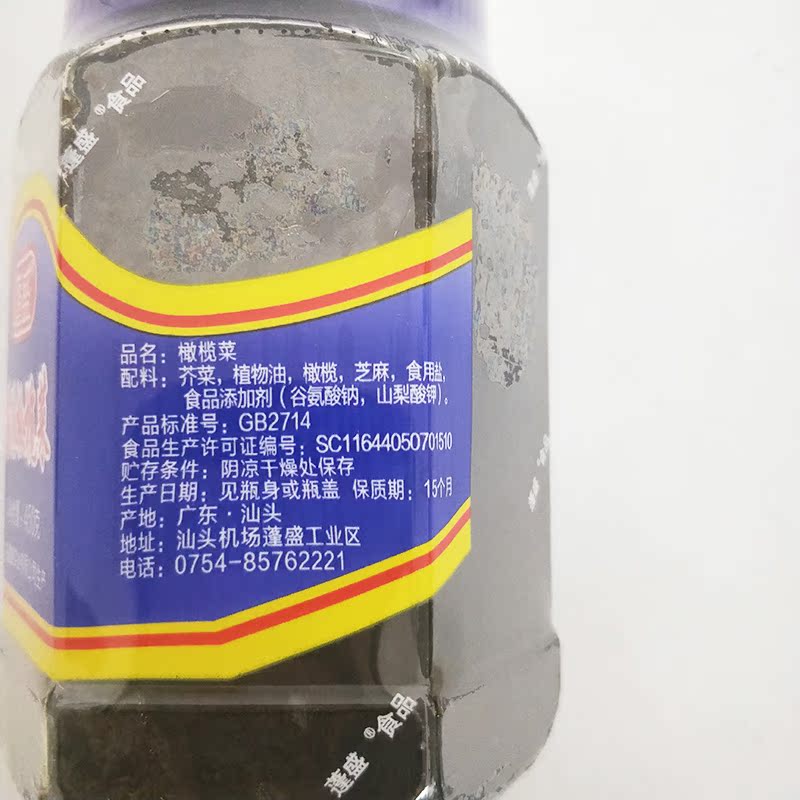 蓬盛®食品
品名：橄榄菜
配料：芥菜，植物油，橄榄，芝麻，食用盐，
食品添加剂（谷氨酸钠，山梨酸钾）。
产品标准号：GB2714
食品生产许可证编号：SC11644050701510
贮存条件：阴凉干燥处保存
生产日期：见瓶身或瓶盖 保质期：15个月
产地：广东·汕头
地址：汕头机场蓬盛工业区
电话：0754-85762221
蓬盛®食品